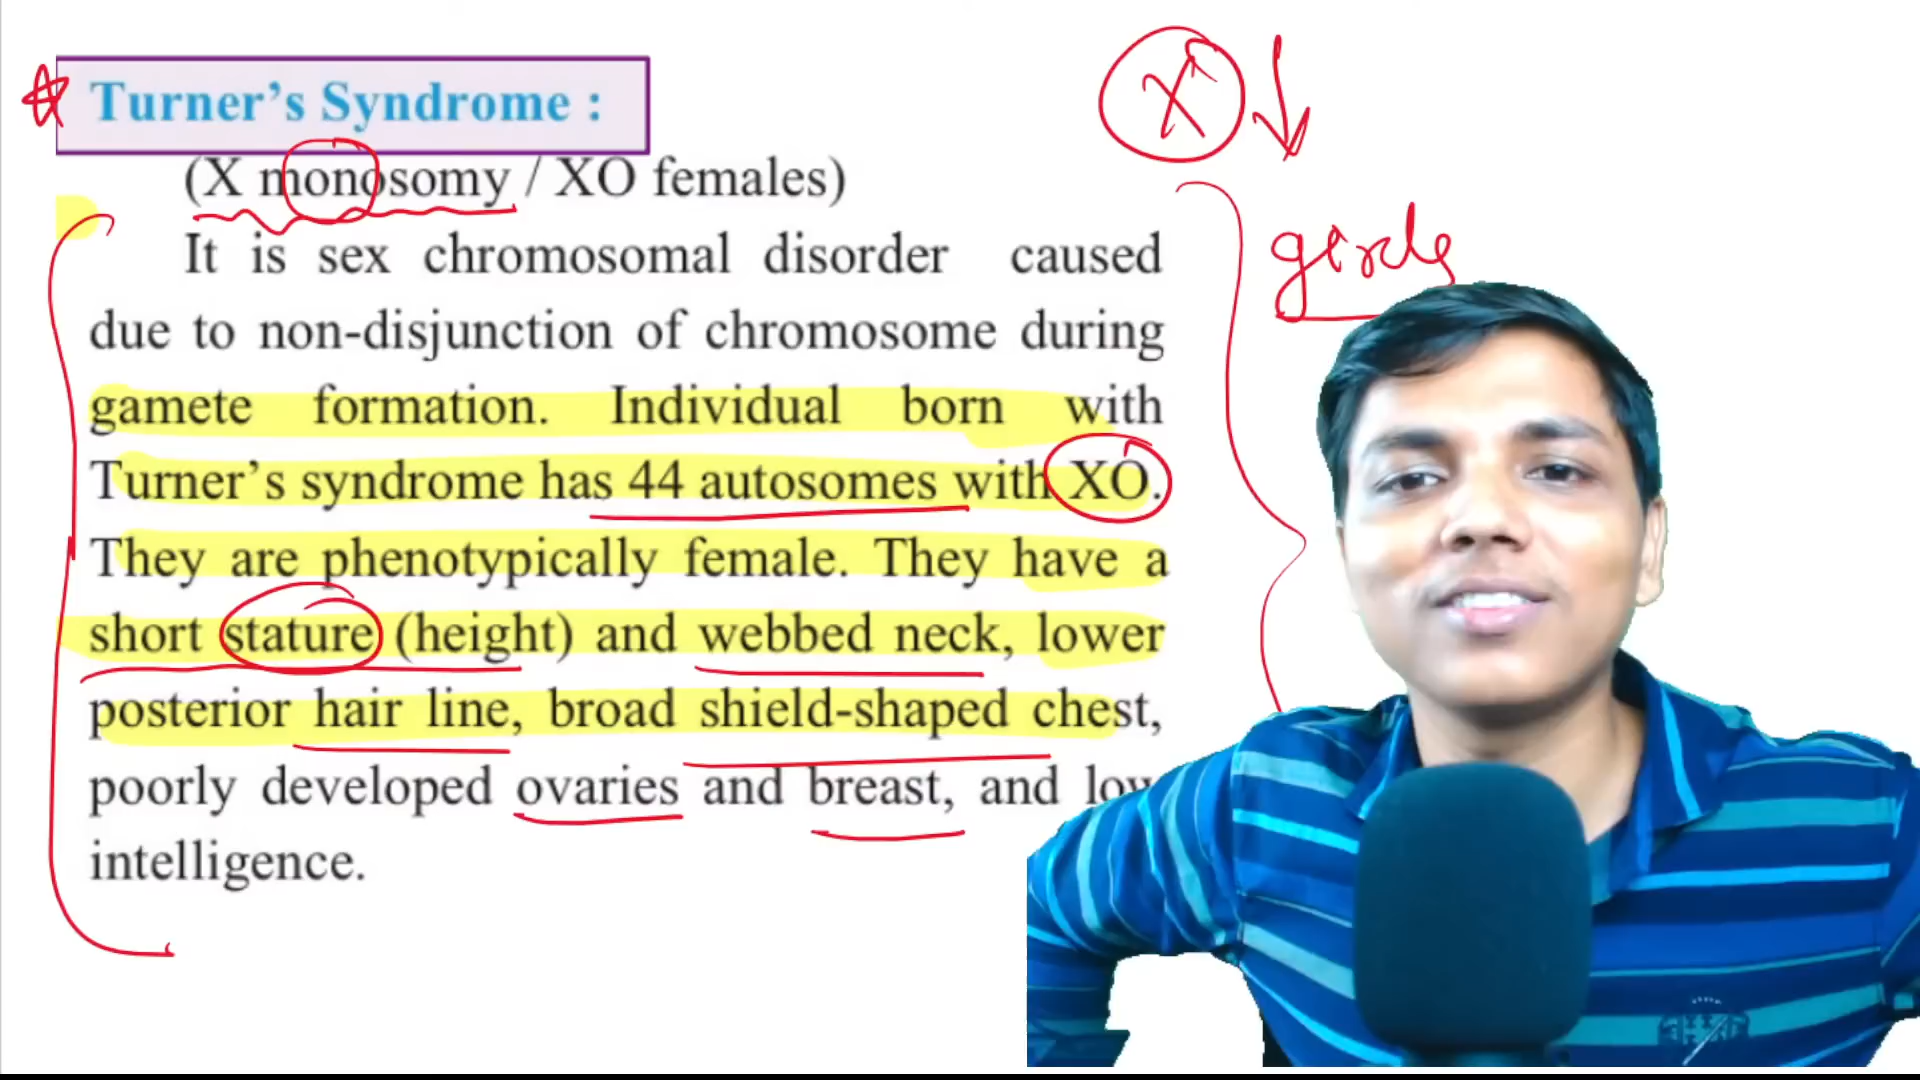 Turner’s Syndrome :
(X monosomy / XO females)
It is sex chromosomal disorder caused
due to non-disjunction of chromosome during
gamete formation. Individual born with
Turner’s syndrome has 44 autosomes with XO.
They are phenotypically female. They have a
short stature (height) and webbed neck, lower
posterior hair line, broad shield-shaped chest,
poorly developed ovaries and breast, and low
intelligence.
X
girls